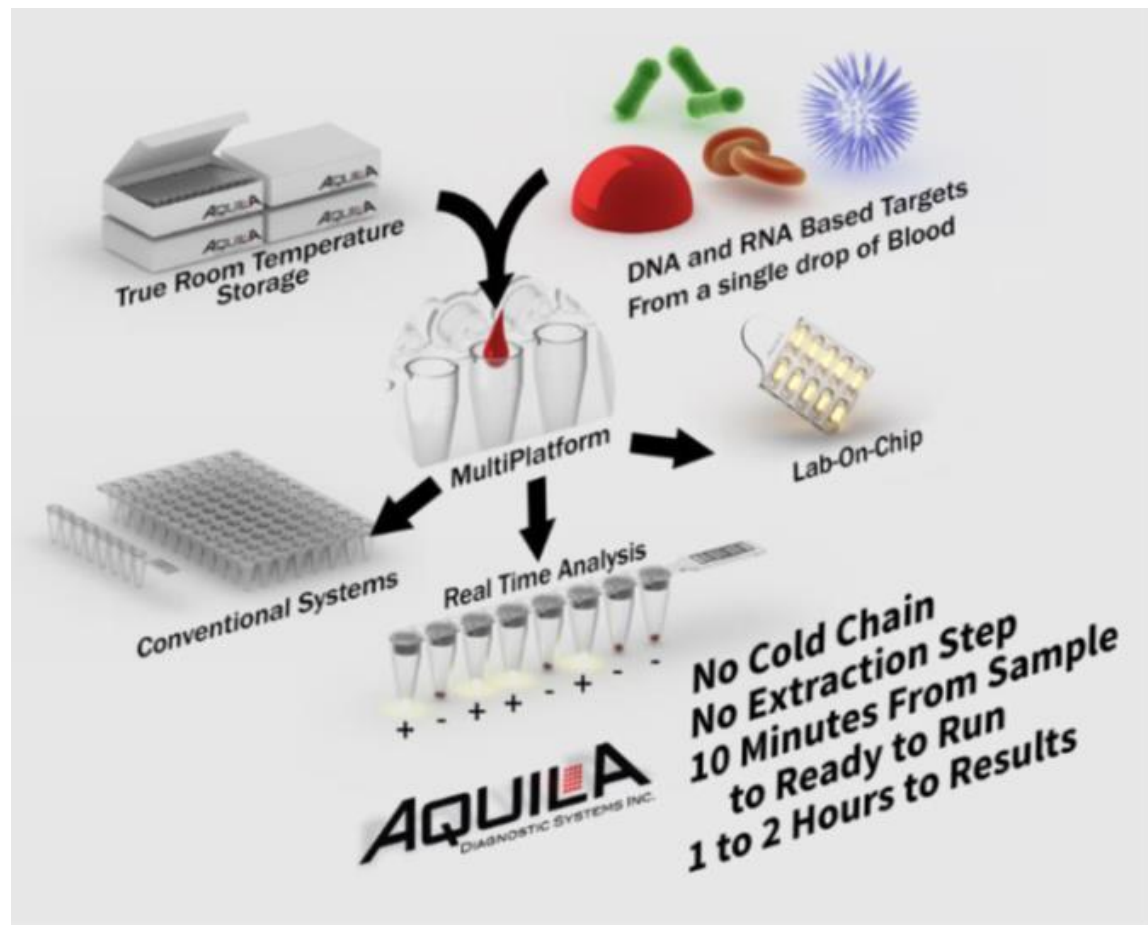 AQUILA
AQUILA
AQUILA
AQUILA
True Room Temperature
Storage
DNA and RNA Based Targets
From a single drop of Blood
MultiPlatform
Lab-On-Chip
Conventional Systems
Real Time Analysis
+ - + + - + - -
No Cold Chain
No Extraction Step
10 Minutes From Sample
to Ready to Run
1 to 2 Hours to Results
AQUILA
DIAGNOSTIC SYSTEMS INC.